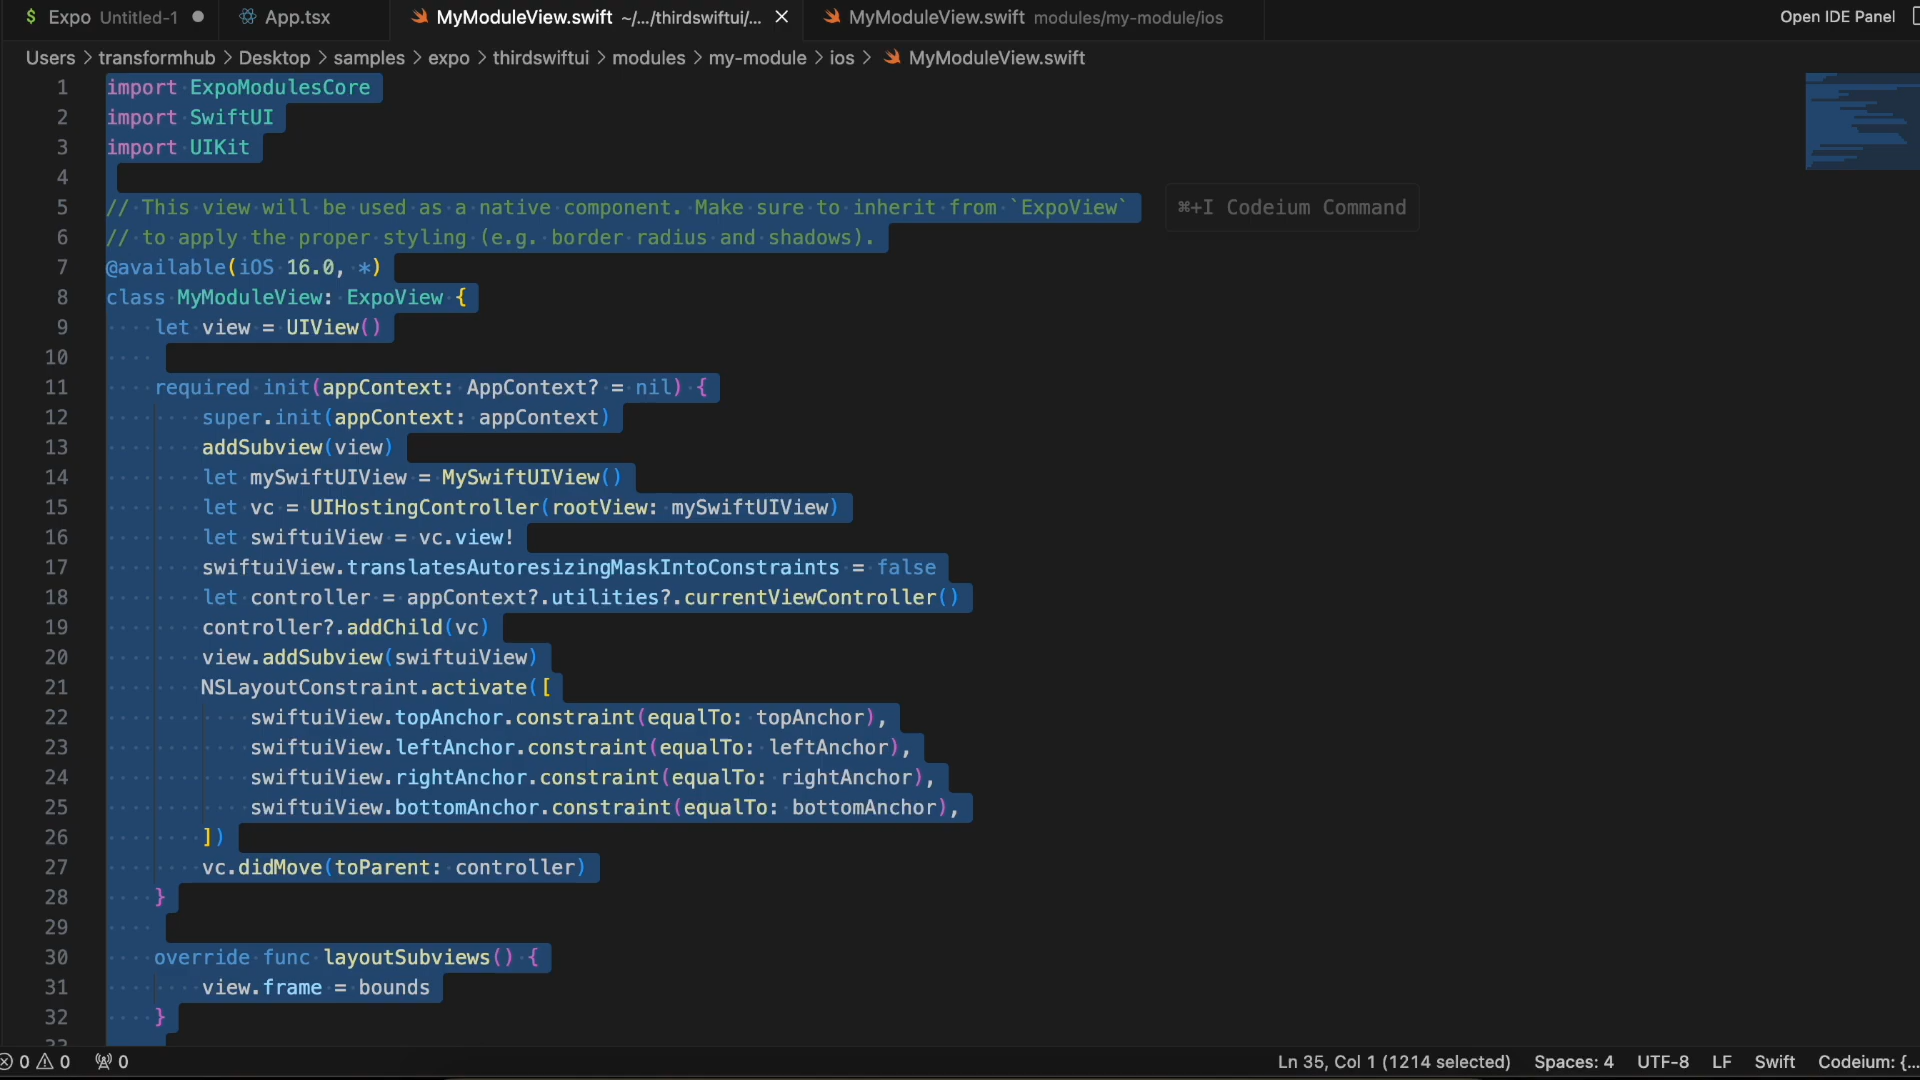 $ Expo Untitled-1
App.tsx
MyModuleView.swift ~/.../thirdswiftui/...
MyModuleView.swift modules/my-module/ios
Open IDE Panel
Users > transformhub > Desktop > samples > expo > thirdswiftui > modules > my-module > ios > MyModuleView.swift
1 import ExpoModulesCore
2 import SwiftUI
3 import UIKit
4
5 // This view will be used as a native component. Make sure to inherit from `ExpoView`
⌘+I Codeium Command
6 // to apply the proper styling (e.g. border radius and shadows).
7 @available(iOS 16.0, *)
8 class MyModuleView: ExpoView {
9 let view = UIView()
10
11 required init(appContext: AppContext? = nil) {
12 super.init(appContext: appContext)
13 addSubview(view)
14 let mySwiftUIView = MySwiftUIView()
15 let vc = UIHostingController(rootView: mySwiftUIView)
16 let swiftuiView = vc.view!
17 swiftuiView.translatesAutoresizingMaskIntoConstraints = false
18 let controller = appContext?.utilities?.currentViewController()
19 controller?.addChild(vc)
20 view.addSubview(swiftuiView)
21 NSLayoutConstraint.activate([
22 swiftuiView.topAnchor.constraint(equalTo: topAnchor),
23 swiftuiView.leftAnchor.constraint(equalTo: leftAnchor),
24 swiftuiView.rightAnchor.constraint(equalTo: rightAnchor),
25 swiftuiView.bottomAnchor.constraint(equalTo: bottomAnchor),
26 ])
27 vc.didMove(toParent: controller)
28 }
29
30 override func layoutSubviews() {
31 view.frame = bounds
32 }
33
0 0 0
Ln 35, Col 1 (1214 selected) Spaces: 4 UTF-8 LF Swift Codeium: {...